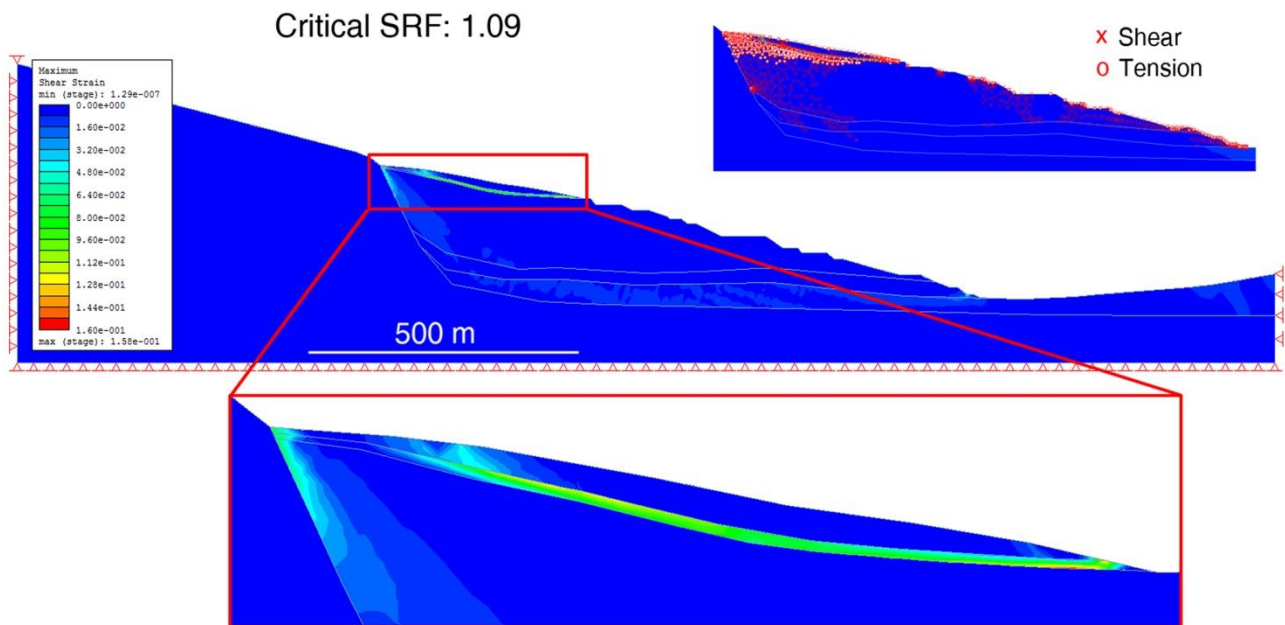 Critical SRF: 1.09
x Shear
o Tension
Maximum
Shear Strain
min (stage): 1.29e-007
0.00e+000
1.60e-002
3.20e-002
4.80e-002
6.40e-002
8.00e-002
9.60e-002
1.12e-001
1.28e-001
1.44e-001
1.60e-001
max (stage): 1.58e-001
500 m